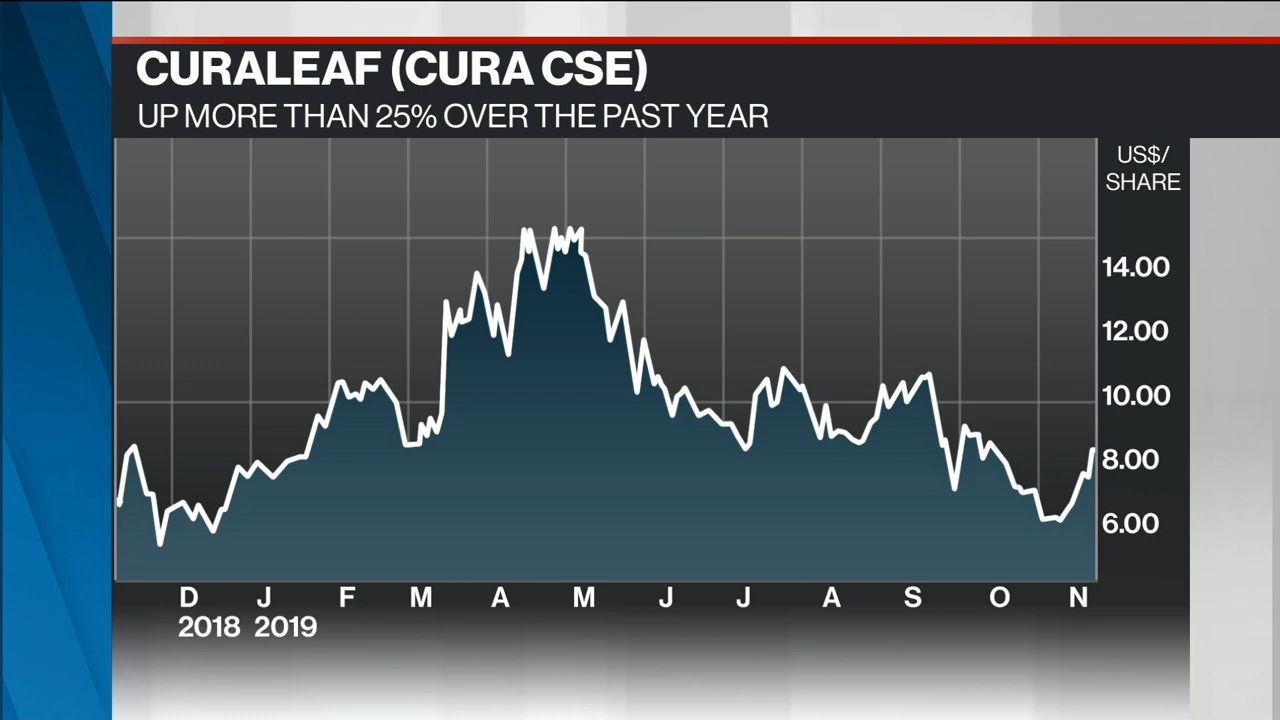 CURALEAF (CURA CSE)
UP MORE THAN 25% OVER THE PAST YEAR
US$/
SHARE
14.00
12.00
10.00
8.00
6.00
D J F M A M J J A S O N
2018 2019